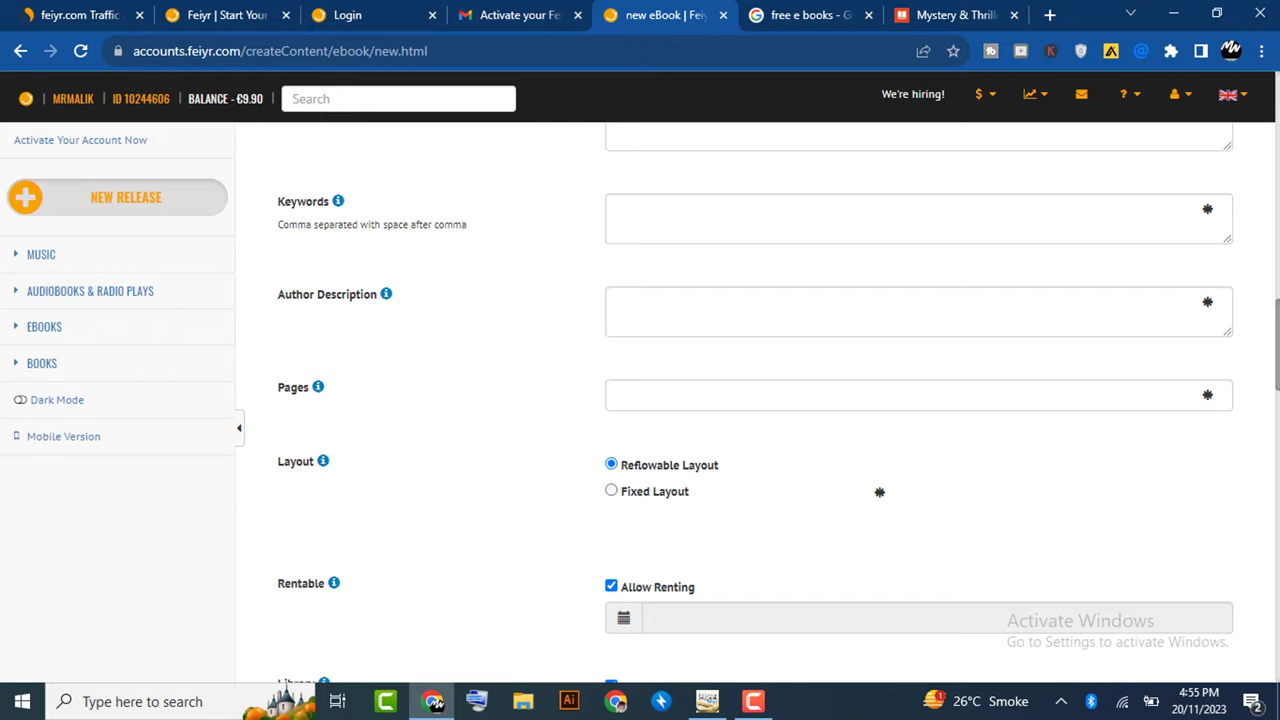 feiyr.com Traffic
Feiyr | Start Your
Login
Activate your Fe
new eBook | Feiy
free e books - G
Mystery & Thrill
accounts.feiyr.com/createContent/ebook/new.html
MRMALIK
ID 10244606
BALANCE - €9.90
Search
We're hiring!
Activate Your Account Now
NEW RELEASE
MUSIC
AUDIOBOOKS & RADIO PLAYS
EBOOKS
BOOKS
Dark Mode
Mobile Version
Keywords
Comma separated with space after comma
Author Description
Pages
Layout
Reflowable Layout
Fixed Layout
Rentable
Allow Renting
Activate Windows
Go to Settings to activate Windows.
Library
Type here to search
26°C Smoke
4:55 PM
20/11/2023